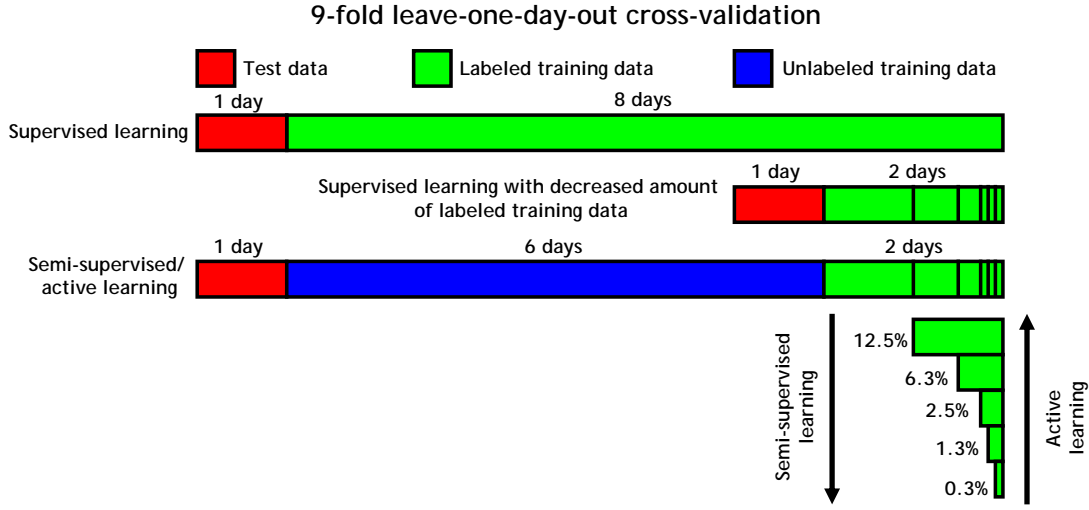 9-fold leave-one-day-out cross-validation
Test data
Labeled training data
Unlabeled training data
1 day
8 days
Supervised learning
1 day
2 days
Supervised learning with decreased amount
of labeled training data
1 day
6 days
2 days
Semi-supervised/
active learning
Semi-supervised
learning
12.5%
6.3%
2.5%
1.3%
0.3%
Active
learning